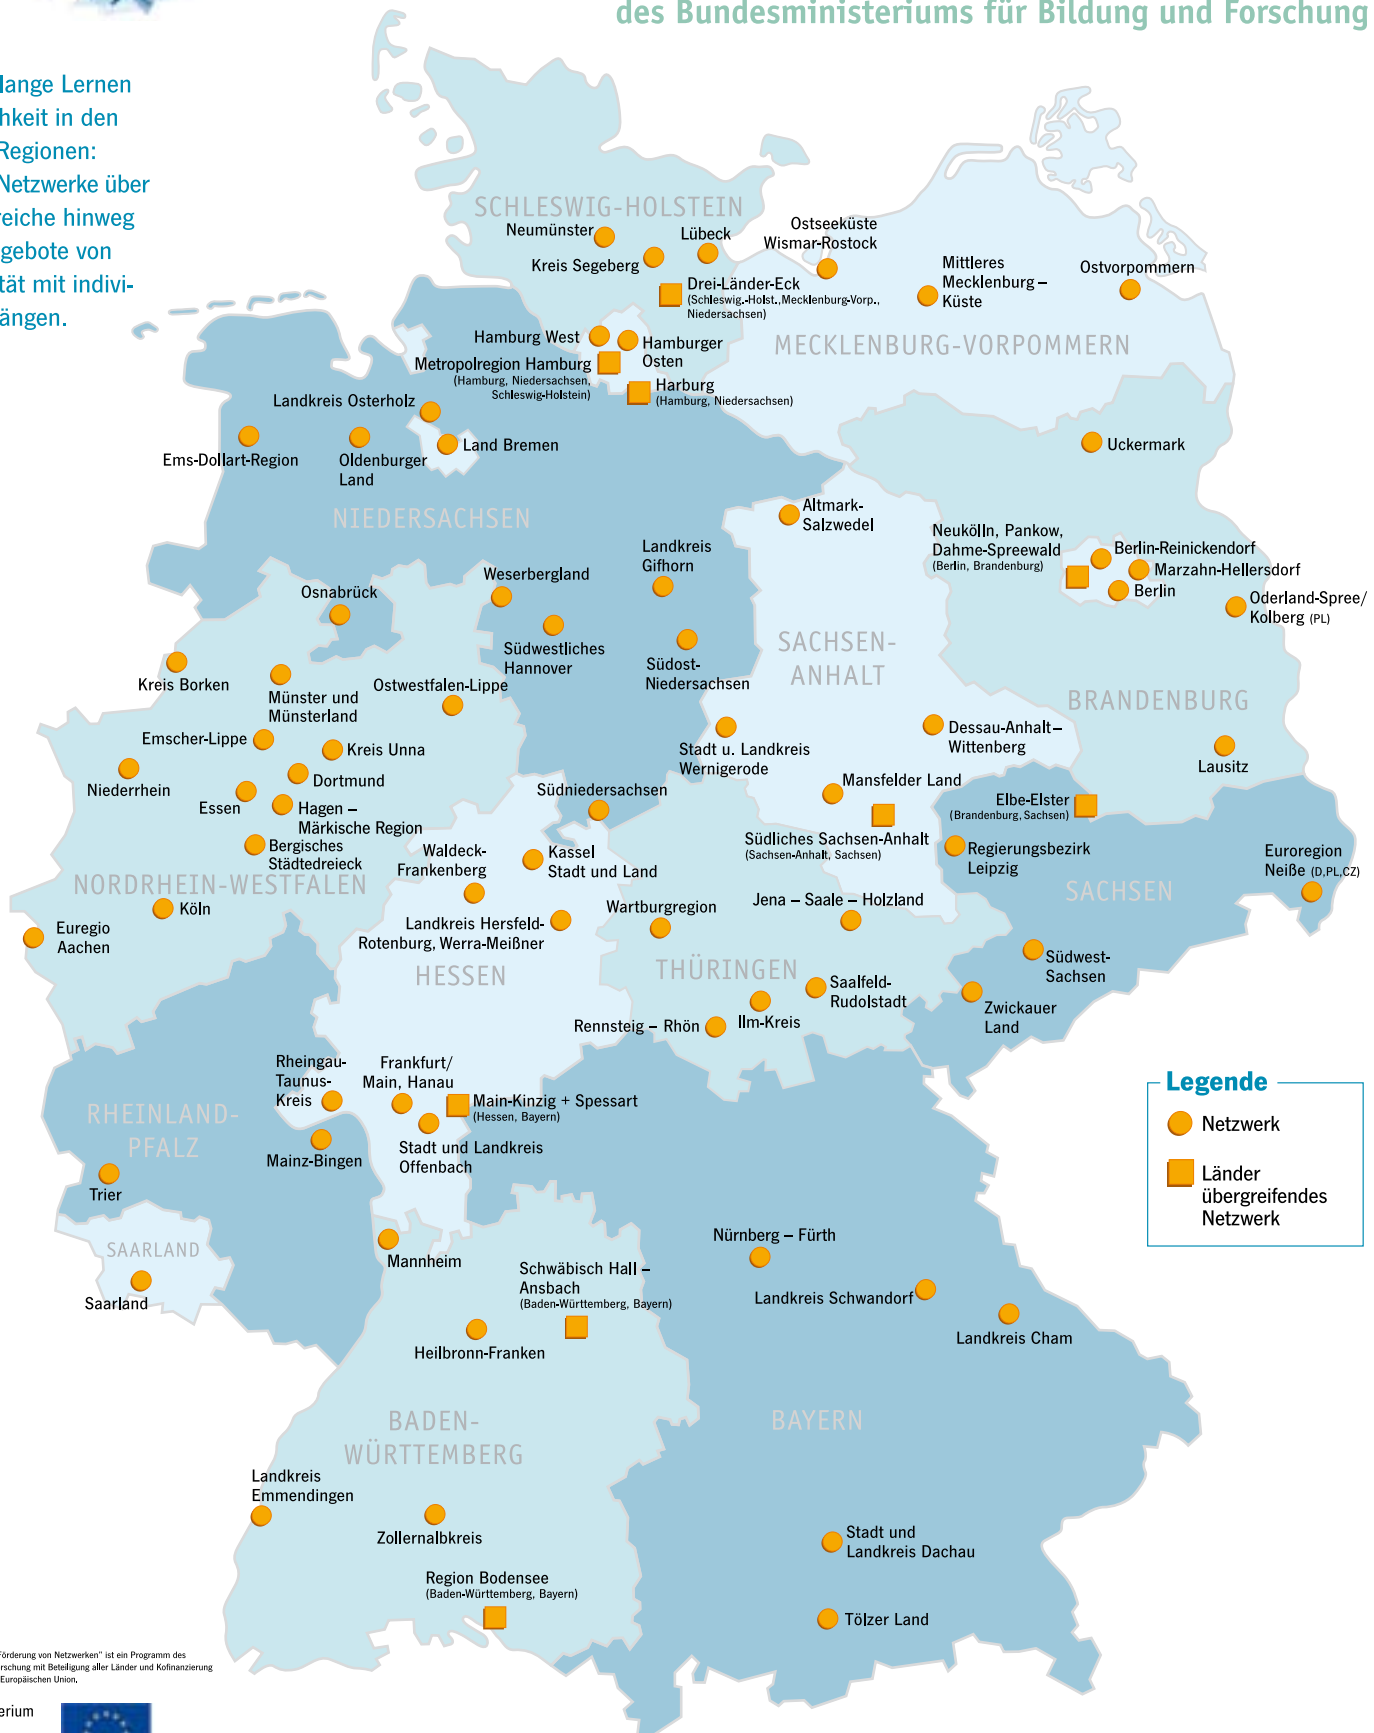 des Bundesministeriums für Bildung und Forschung
lange Lernen
hkeit in den
Regionen:
Netzwerke über
reiche hinweg
gebote von
tät mit indivi-
ängen.
SCHLESWIG-HOLSTEIN
Neumünster
Lübeck
Kreis Segeberg
Ostseeküste
Wismar-Rostock
Mittleres
Mecklenburg –
Küste
Ostvorpommern
Drei-Länder-Eck
(Schleswig.-Holst.,Mecklenburg-Vorp.,
Niedersachsen)
Hamburg West
Hamburger
Osten
MECKLENBURG-VORPOMMERN
Metropolregion Hamburg
(Hamburg, Niedersachsen,
Schleswig-Holstein)
Harburg
(Hamburg, Niedersachsen)
Landkreis Osterholz
Land Bremen
Ems-Dollart-Region
Oldenburger
Land
Uckermark
NIEDERSACHSEN
Altmark-
Salzwedel
Neukölln, Pankow,
Dahme-Spreewald
(Berlin, Brandenburg)
Berlin-Reinickendorf
Marzahn-Hellersdorf
Berlin
Oderland-Spree/
Kolberg (PL)
Landkreis
Gifhorn
Weserbergland
Osnabrück
Südwestliches
Hannover
Südost-
Niedersachsen
SACHSEN-
ANHALT
BRANDENBURG
Kreis Borken
Münster und
Münsterland
Ostwestfalen-Lippe
Emscher-Lippe
Kreis Unna
Stadt u. Landkreis
Wernigerode
Dessau-Anhalt –
Wittenberg
Lausitz
Niederrhein
Dortmund
Essen
Hagen –
Märkische Region
Bergisches
Städtedreieck
Südniedersachsen
Mansfelder Land
Elbe-Elster
(Brandenburg, Sachsen)
Südliches Sachsen-Anhalt
(Sachsen-Anhalt, Sachsen)
Regierungsbezirk
Leipzig
Euroregion
Neiße (D,PL,CZ)
Waldeck-
Frankenberg
Kassel
Stadt und Land
NORDRHEIN-WESTFALEN
SACHSEN
Köln
Euregio
Aachen
Landkreis Hersfeld-
Rotenburg, Werra-Meißner
Wartburgregion
Jena – Saale – Holzland
HESSEN
THÜRINGEN
Südwest-
Sachsen
Saalfeld-
Rudolstadt
Zwickauer
Land
Rennsteig – Rhön
Ilm-Kreis
Rheingau-
Taunus-
Kreis
Frankfurt/
Main, Hanau
Main-Kinzig + Spessart
(Hessen, Bayern)
Legende
Netzwerk
Länder
übergreifendes
Netzwerk
RHEINLAND-
PFALZ
Mainz-Bingen
Stadt und Landkreis
Offenbach
Trier
SAARLAND
Saarland
Mannheim
Nürnberg – Fürth
Schwäbisch Hall –
Ansbach
(Baden-Württemberg, Bayern)
Landkreis Schwandorf
Landkreis Cham
Heilbronn-Franken
BADEN-
WÜRTTEMBERG
BAYERN
Landkreis
Emmendingen
Zollernalbkreis
Stadt und
Landkreis Dachau
Region Bodensee
(Baden-Württemberg, Bayern)
Tölzer Land
Förderung von Netzwerken" ist ein Programm des
rschung mit Beteiligung aller Länder und Kofinanzierung
Europäischen Union.
erium